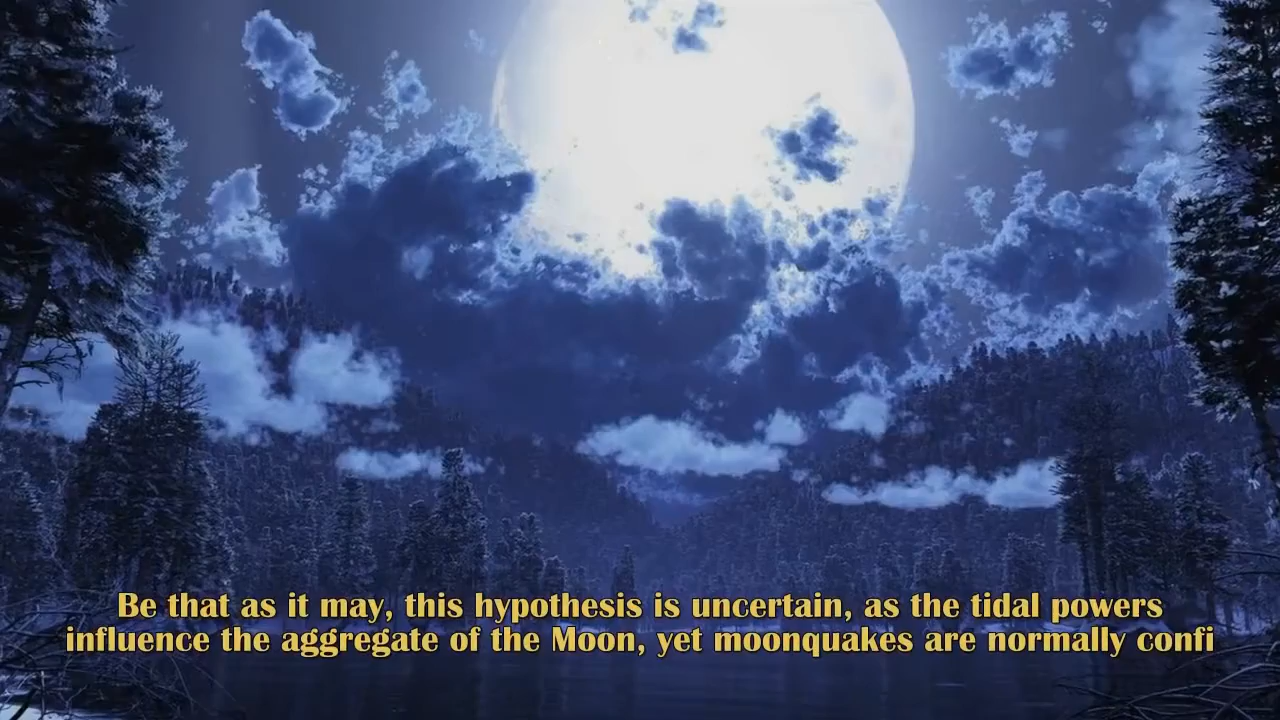 Be that as it may, this hypothesis is uncertain, as the tidal powers
influence the aggregate of the Moon, yet moonquakes are normally confi